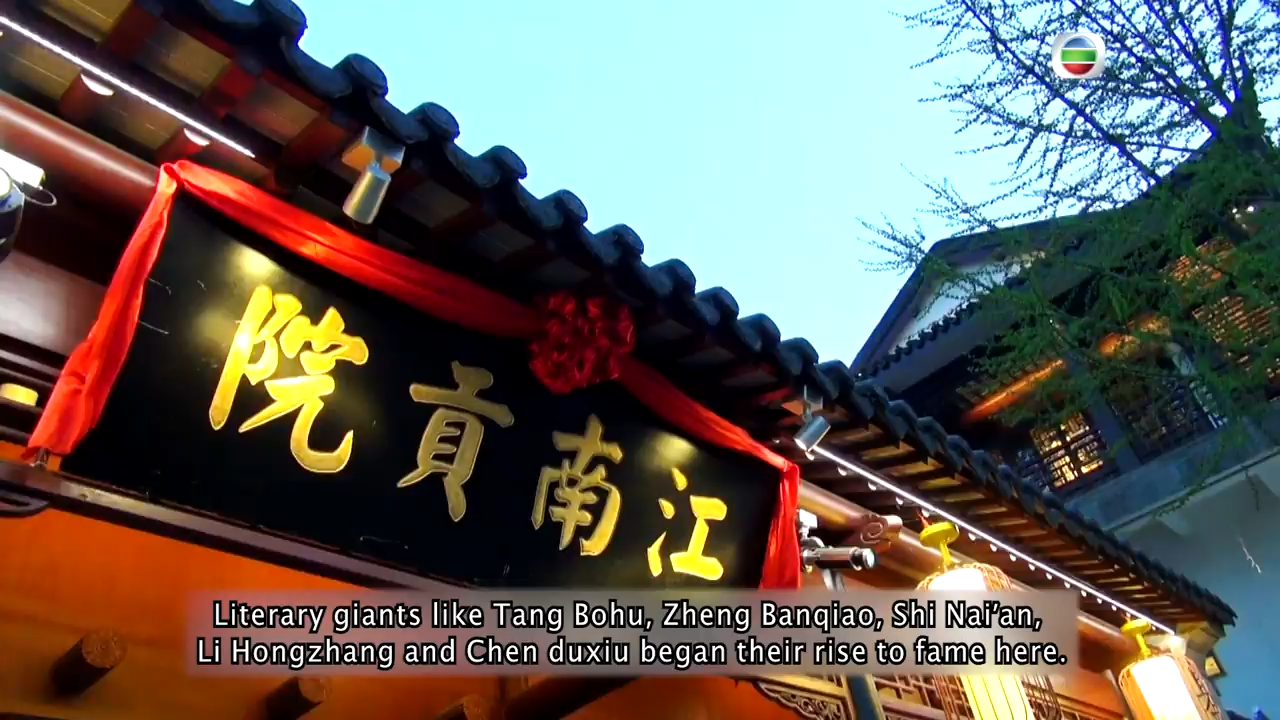 江南貢院
Literary giants like Tang Bohu, Zheng Banqiao, Shi Nai'an,
Li Hongzhang and Chen duxiu began their rise to fame here.